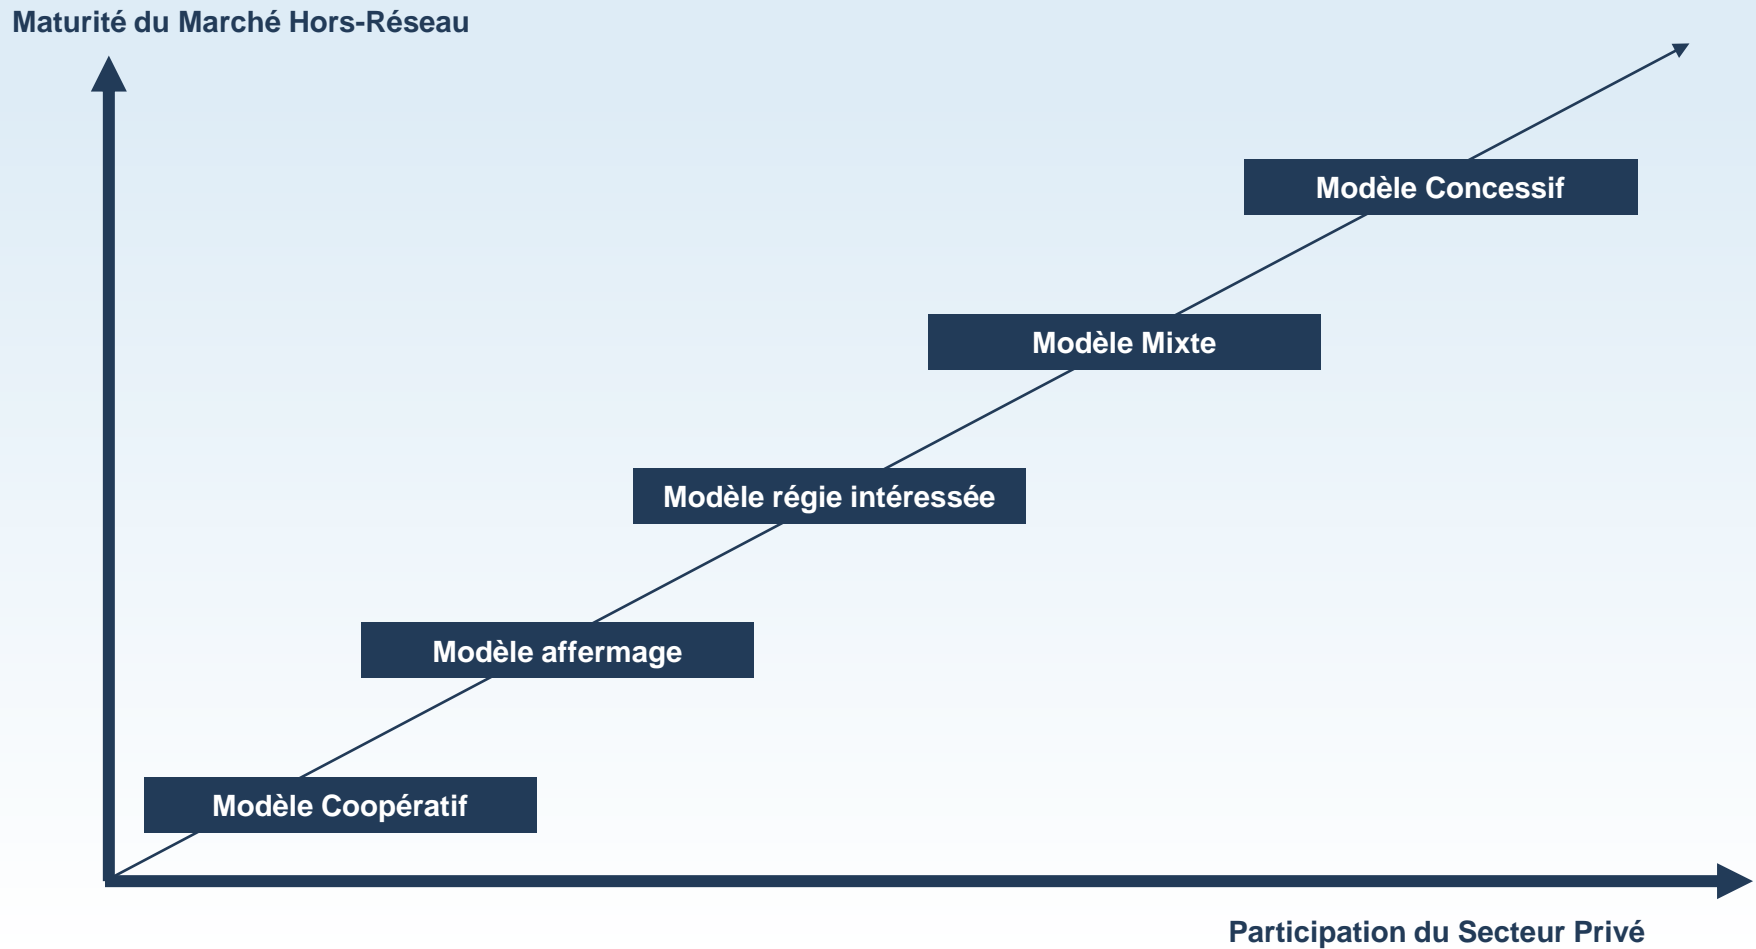 Maturité du Marché Hors-Réseau
Modèle Concessif
Modèle Mixte
Modèle régie intéressée
Modèle affermage
Modèle Coopératif
Participation du Secteur Privé